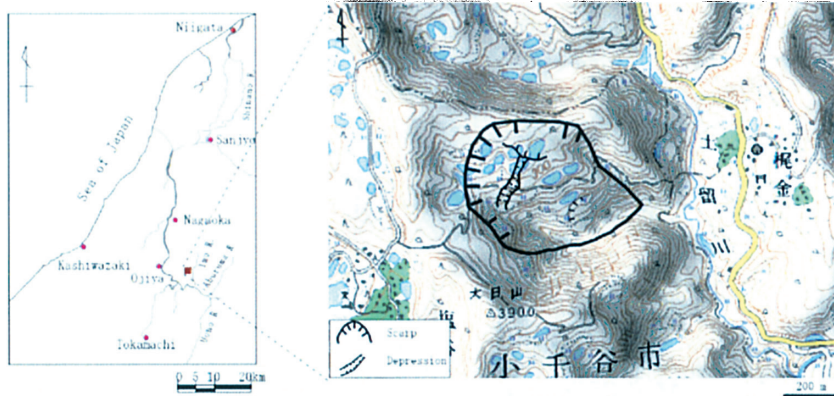 Niigata
Sea of Japan
Sanjyo
Nagaoka
Kashiwazaki
Ojiya
Imo R.
Tokamachi
0 5 10 20km
土留川
梶金
大日山
△390.0
小千谷市
Scarp
Depression
200 m